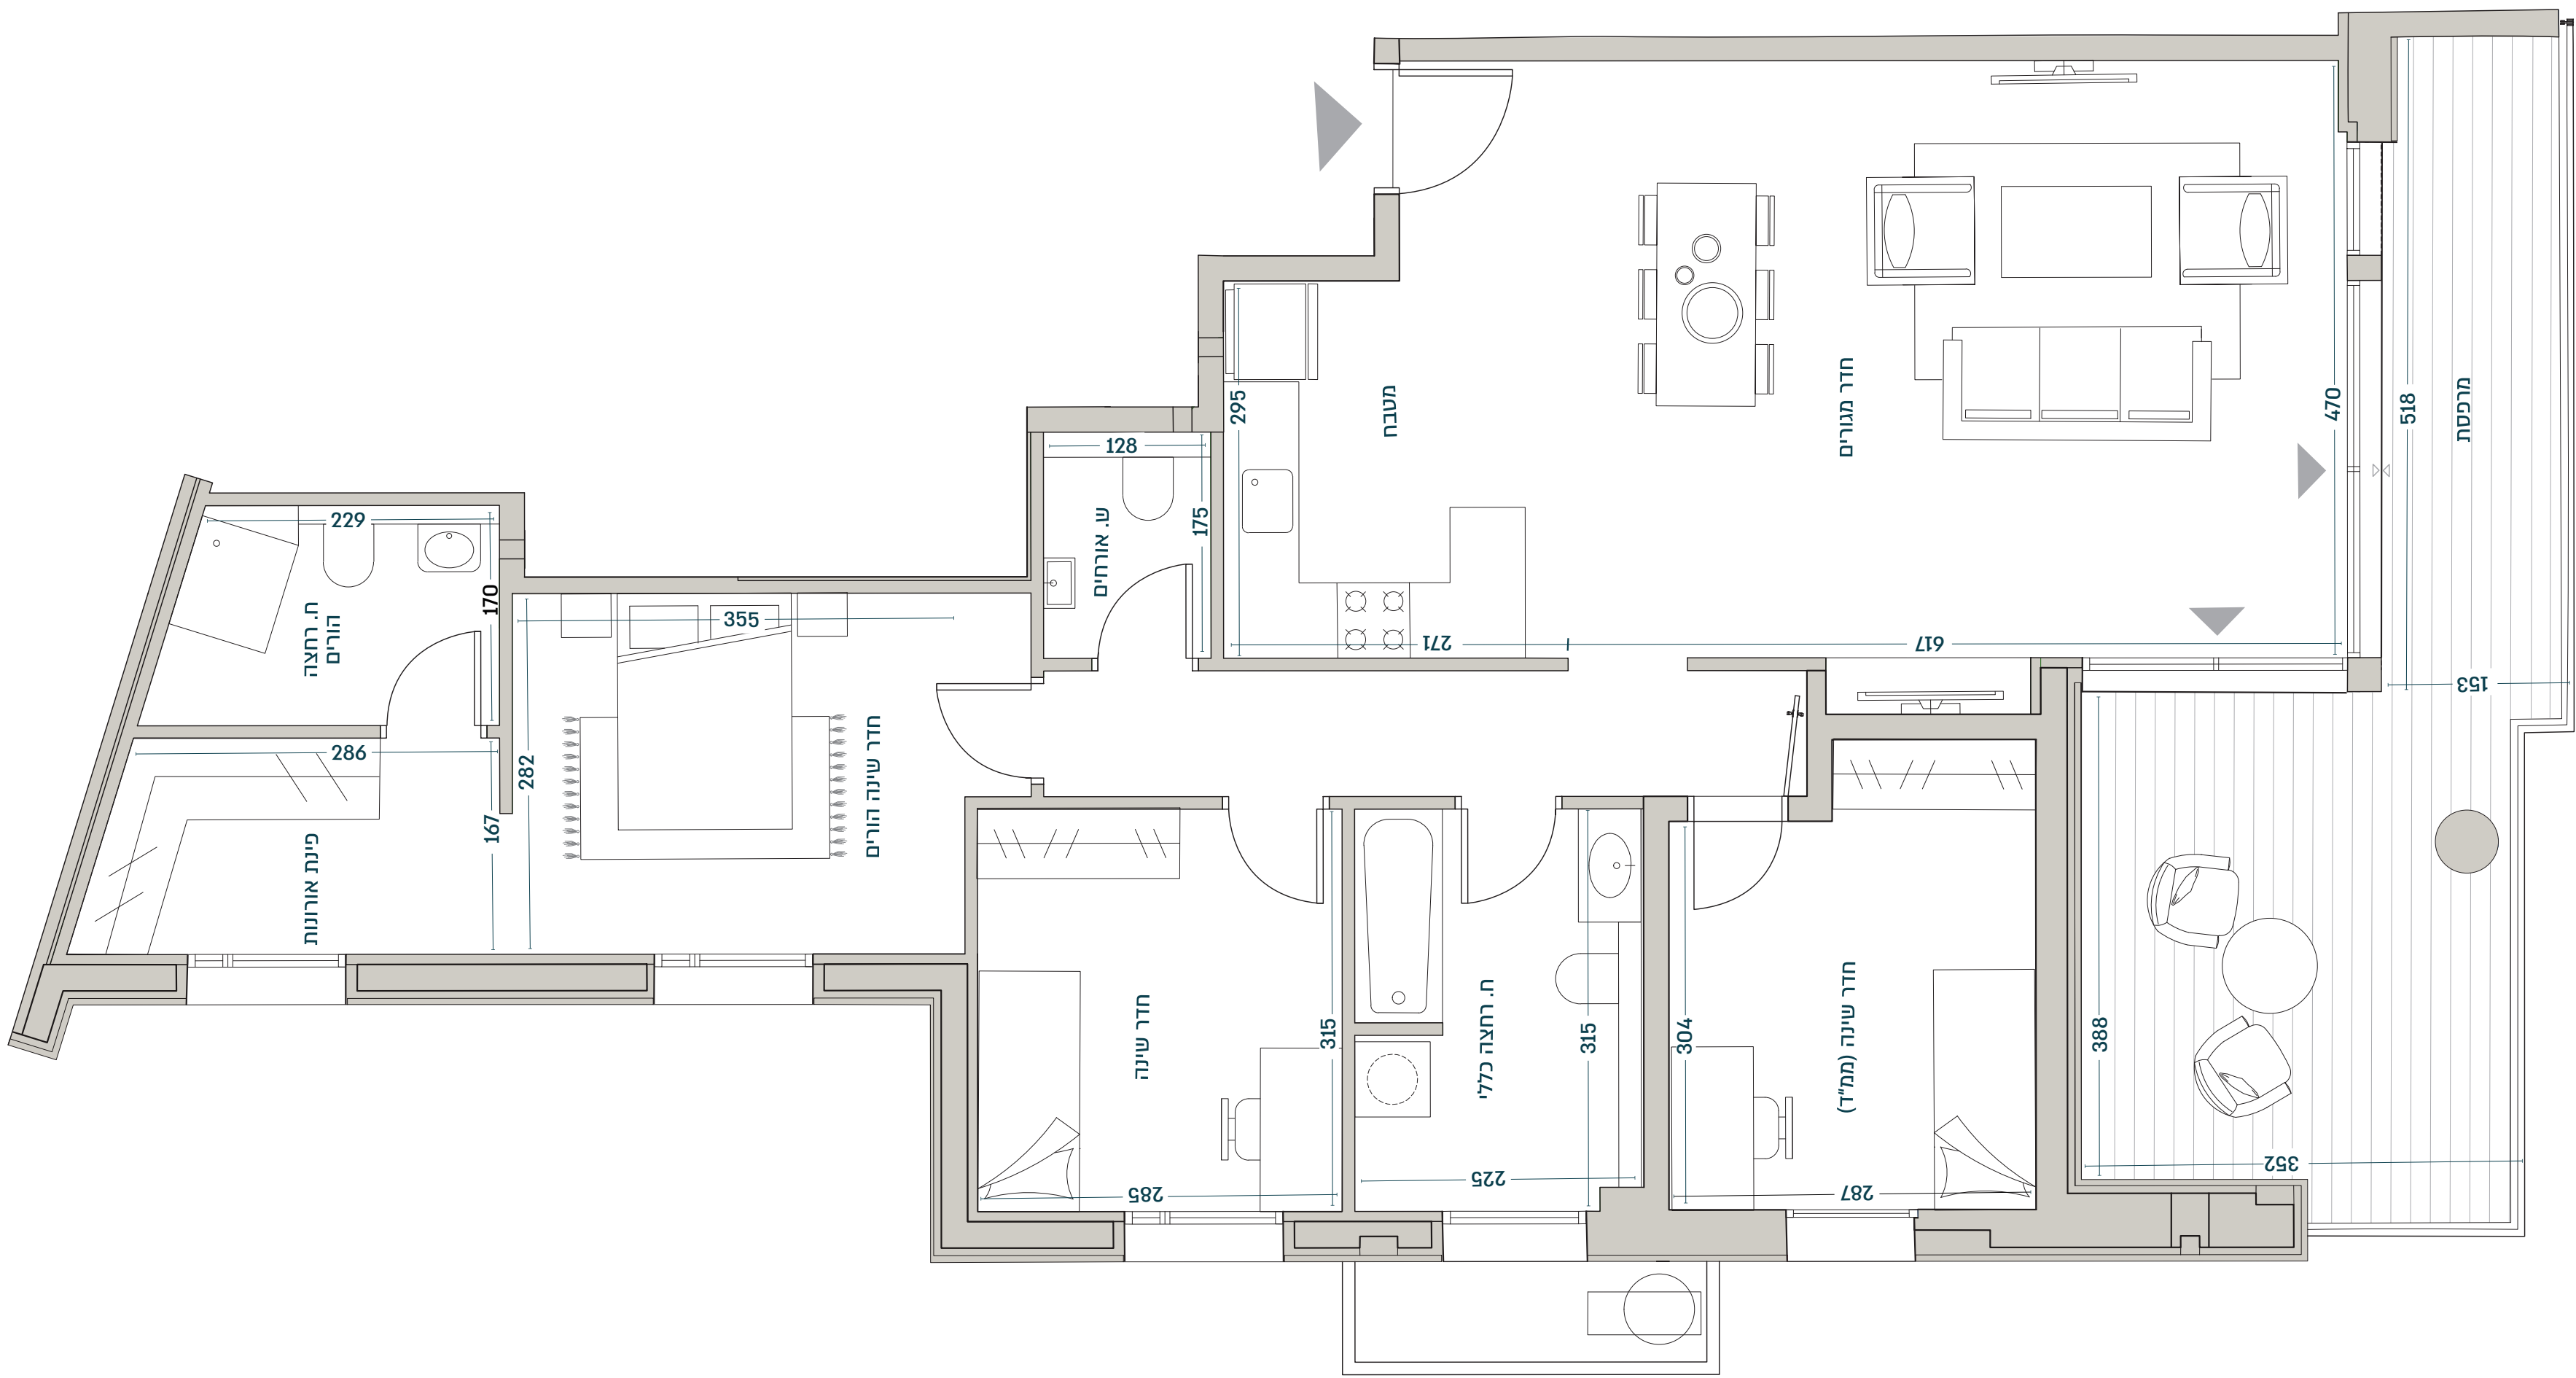 חדר מגורים
617
470
מטבח
295
271
מרפסת
518
153
388
352
ש. אורחים
128
175
ח. רחצה
הורים
229
170
פינת ארונות
286
167
חדר שינה הורים
355
282
חדר שינה
315
285
ח. רחצה כללי
315
225
חדר שינה (ממ״ד)
304
287